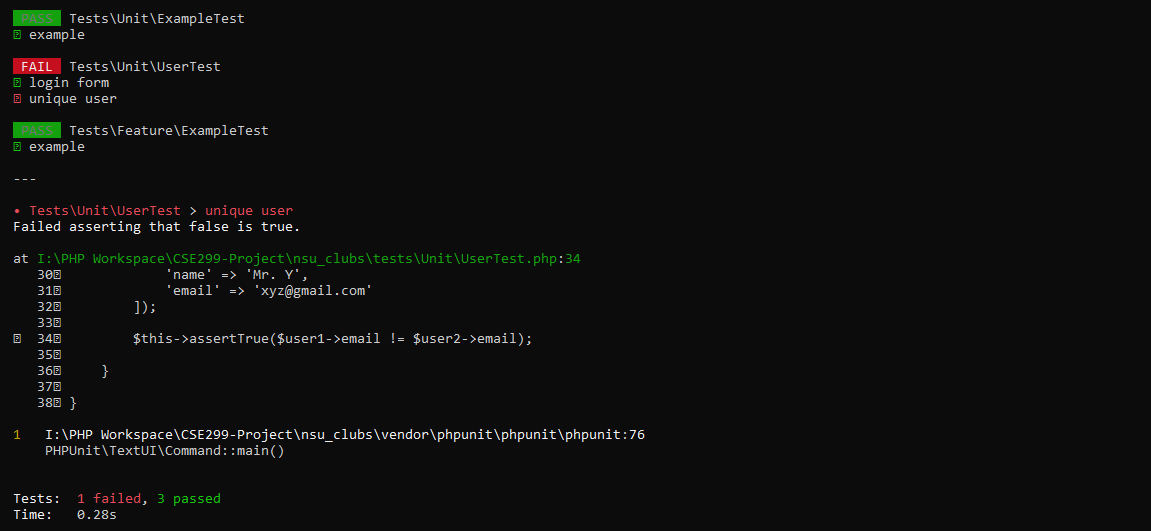 PASS Tests\Unit\ExampleTest
example
FAIL Tests\Unit\UserTest
login form
unique user
PASS Tests\Feature\ExampleTest
example
---
• Tests\Unit\UserTest > unique user
Failed asserting that false is true.
at I:\PHP Workspace\CSE299-Project\nsu_clubs\tests\Unit\UserTest.php:34
30 'name' => 'Mr. Y',
31 'email' => 'xyz@gmail.com'
32 ]);
33
34 $this->assertTrue($user1->email != $user2->email);
35
36 }
37
38 }
1 I:\PHP Workspace\CSE299-Project\nsu_clubs\vendor\phpunit\phpunit\phpunit:76
PHPUnit\TextUI\Command::main()
Tests: 1 failed, 3 passed
Time: 0.28s